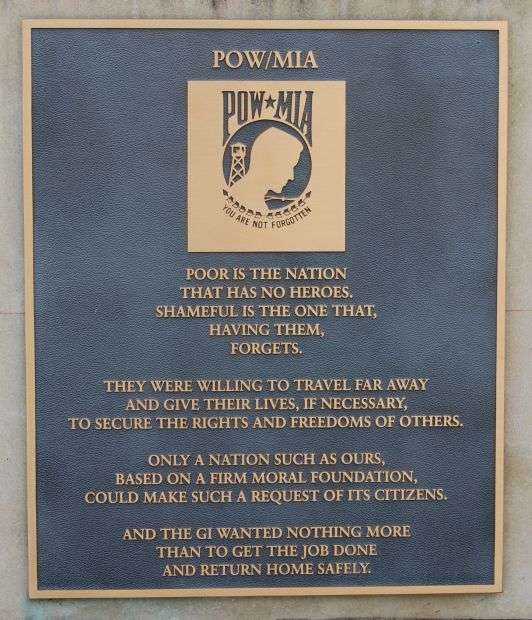 POW/MIA
POW★MIA
YOU ARE NOT FORGOTTEN
POOR IS THE NATION
THAT HAS NO HEROES.
SHAMEFUL IS THE ONE THAT,
HAVING THEM,
FORGETS.
THEY WERE WILLING TO TRAVEL FAR AWAY
AND GIVE THEIR LIVES, IF NECESSARY,
TO SECURE THE RIGHTS AND FREEDOMS OF OTHERS.
ONLY A NATION SUCH AS OURS,
BASED ON A FIRM MORAL FOUNDATION,
COULD MAKE SUCH A REQUEST OF ITS CITIZENS.
AND THE GI WANTED NOTHING MORE
THAN TO GET THE JOB DONE
AND RETURN HOME SAFELY.